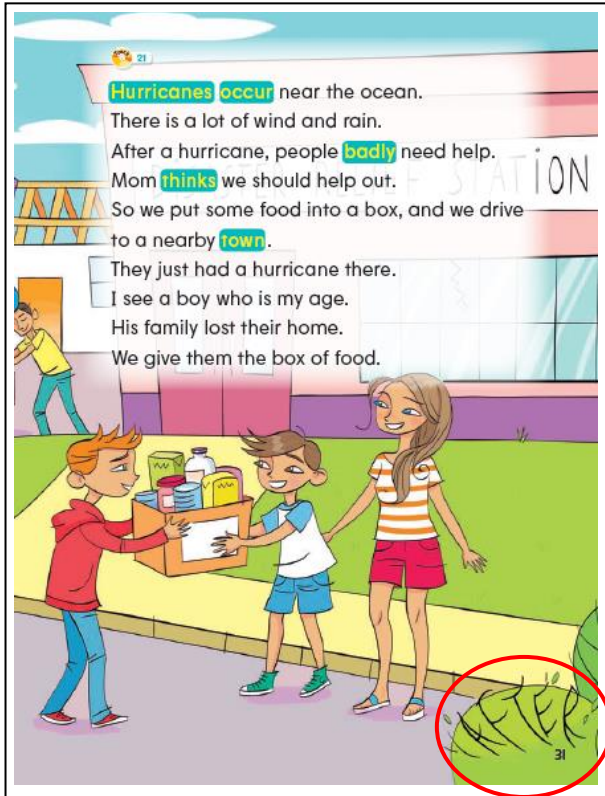 21
Hurricanes occur near the ocean.
There is a lot of wind and rain.
After a hurricane, people badly need help.
Mom thinks we should help out.
So we put some food into a box, and we drive
to a nearby town.
They just had a hurricane there.
I see a boy who is my age.
His family lost their home.
We give them the box of food.
STATION
31